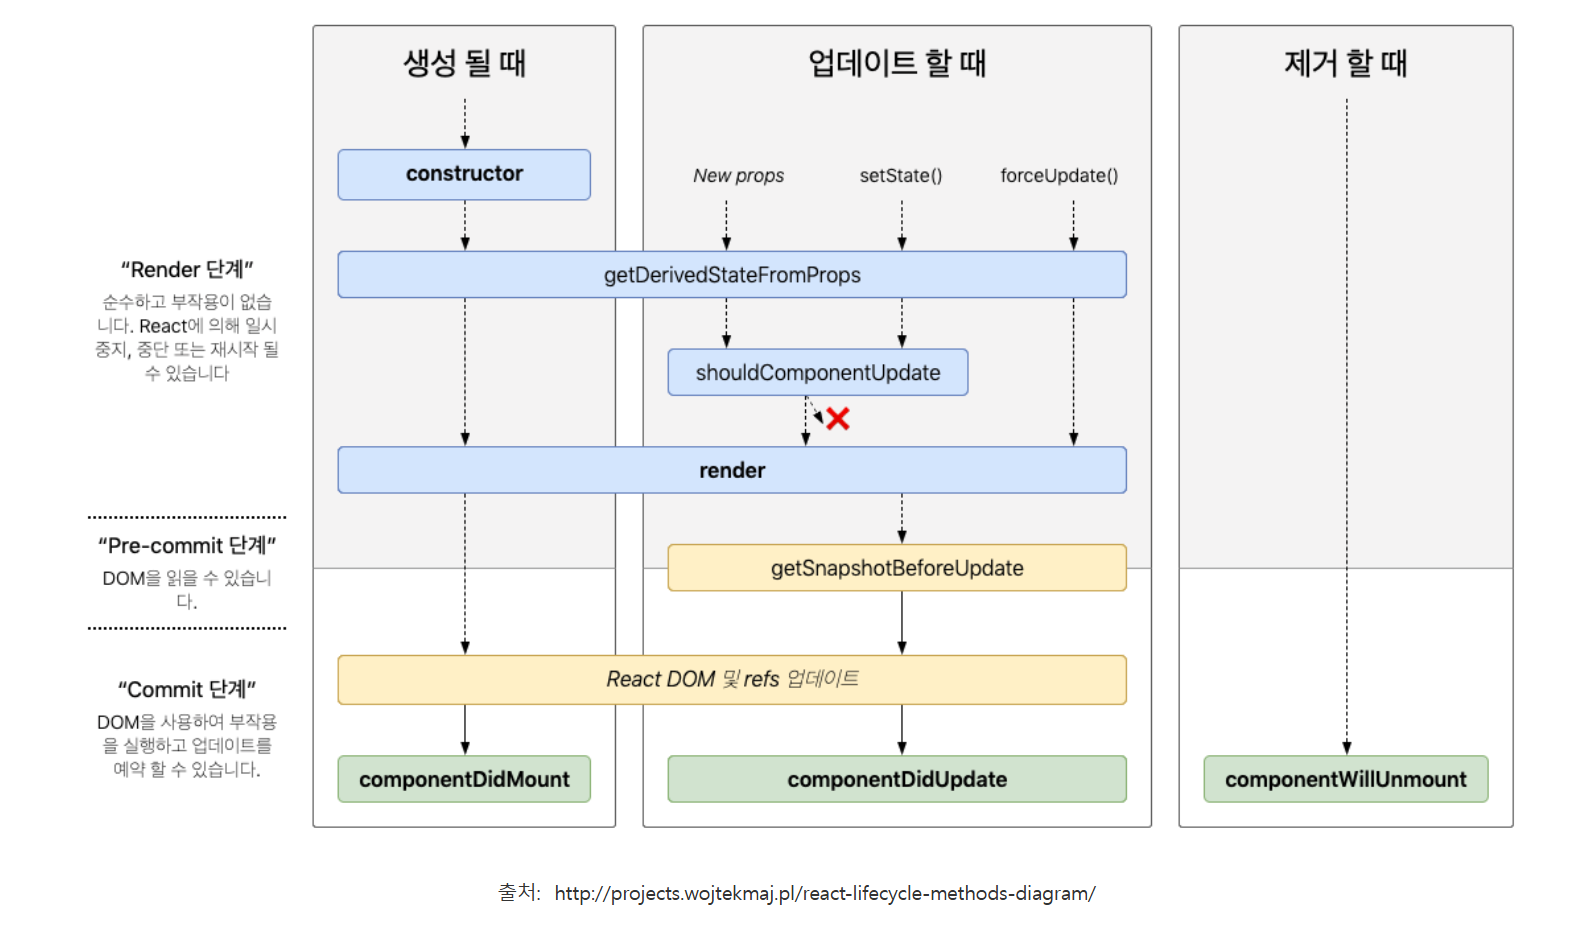 생성 될 때
업데이트 할 때
제거 할 때
constructor
New props
setState()
forceUpdate()
“Render 단계”
순수하고 부작용이 없습
니다. React에 의해 일시
중지, 중단 또는 재시작 될
수 있습니다
getDerivedStateFromProps
shouldComponentUpdate
render
“Pre-commit 단계”
DOM을 읽을 수 있습니
다.
getSnapshotBeforeUpdate
“Commit 단계”
DOM을 사용하여 부작용
을 실행하고 업데이트를
예약 할 수 있습니다.
React DOM 및 refs 업데이트
componentDidMount
componentDidUpdate
componentWillUnmount
출처: http://projects.wojtekmaj.pl/react-lifecycle-methods-diagram/